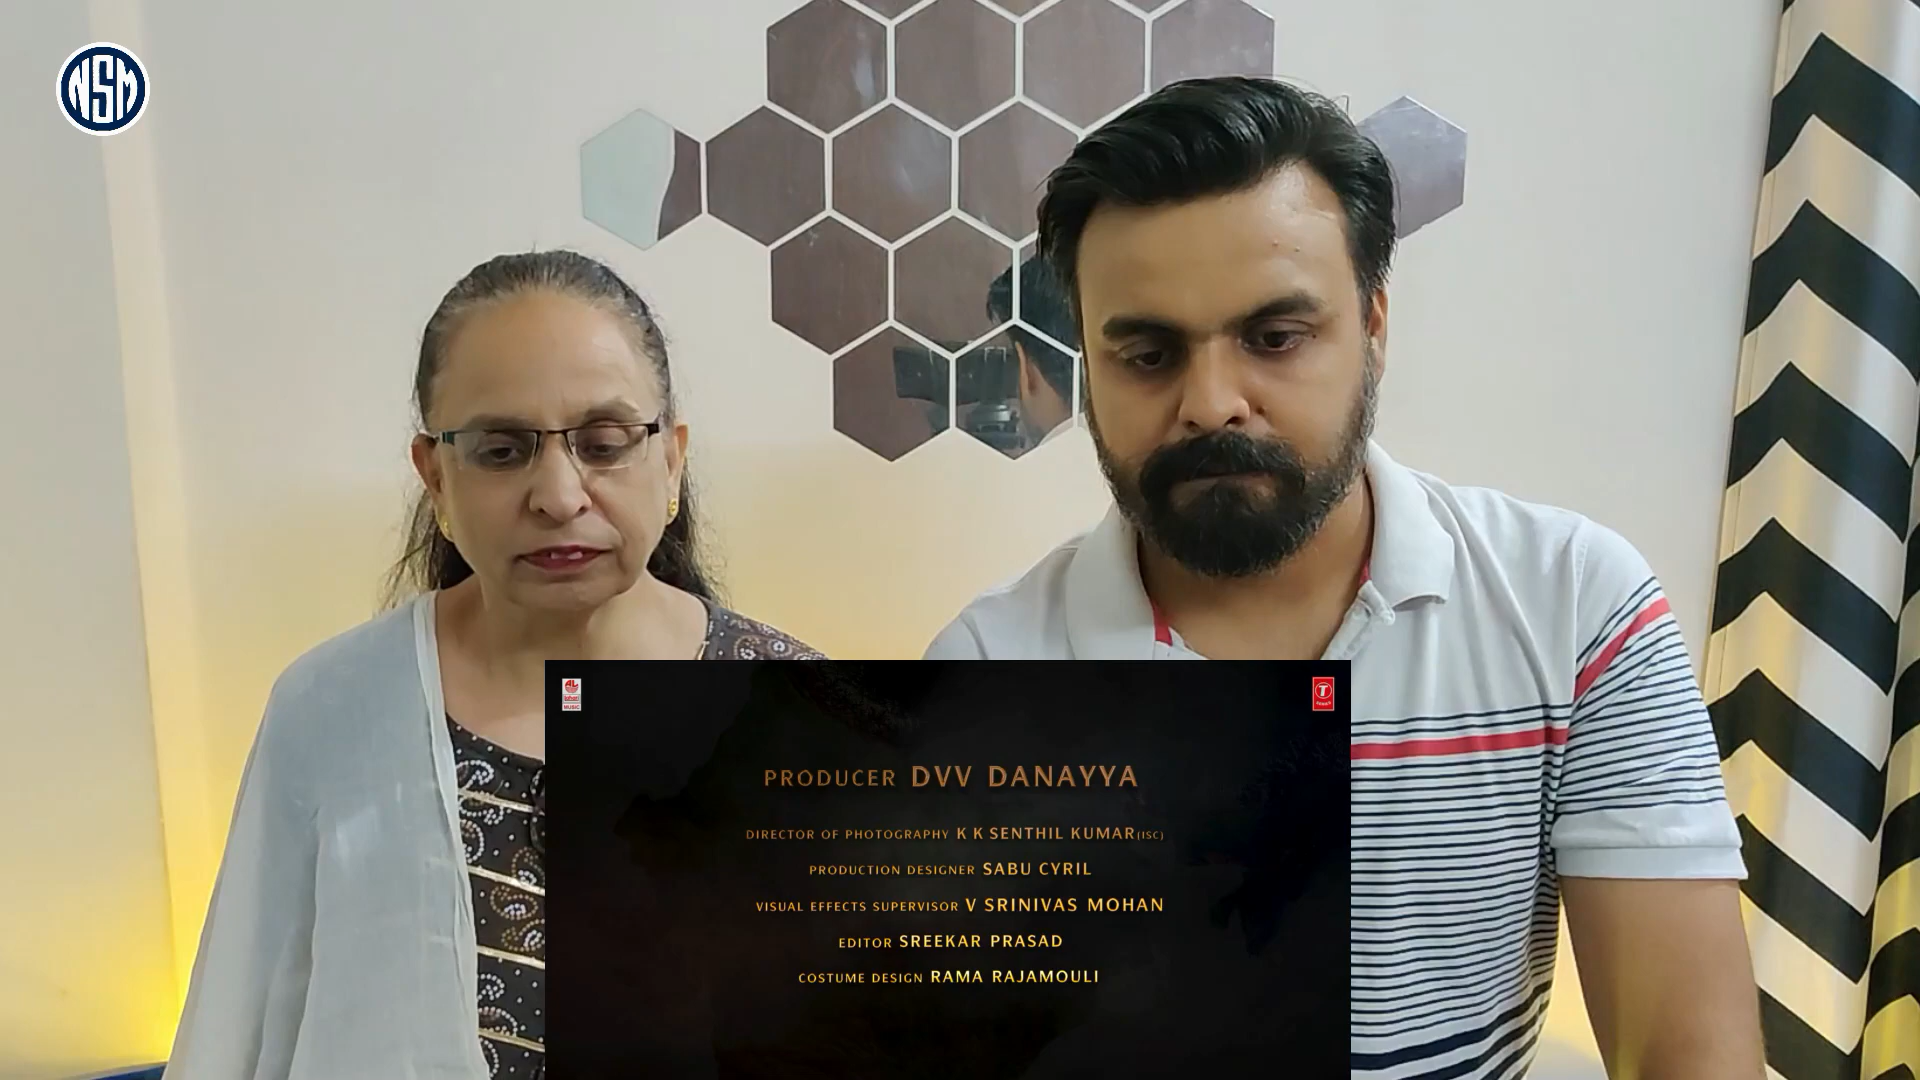 NSM
PRODUCER DVV DANAYYA
DIRECTOR OF PHOTOGRAPHY K K SENTHIL KUMAR(ISC)
PRODUCTION DESIGNER SABU CYRIL
VISUAL EFFECTS SUPERVISOR V SRINIVAS MOHAN
EDITOR SREEKAR PRASAD
COSTUME DESIGN RAMA RAJAMOULI